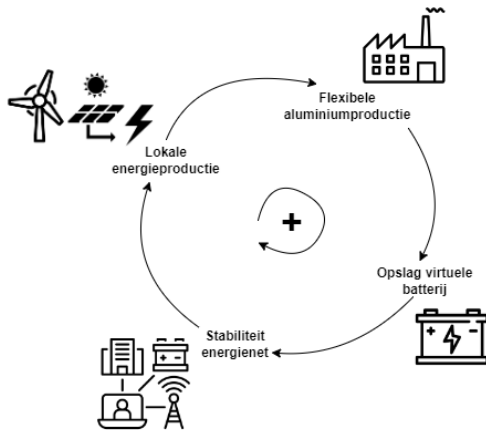 Flexibele
aluminiumproductie
Lokale
energieproductie
+
Opslag virtuele
batterij
Stabiliteit
energienet